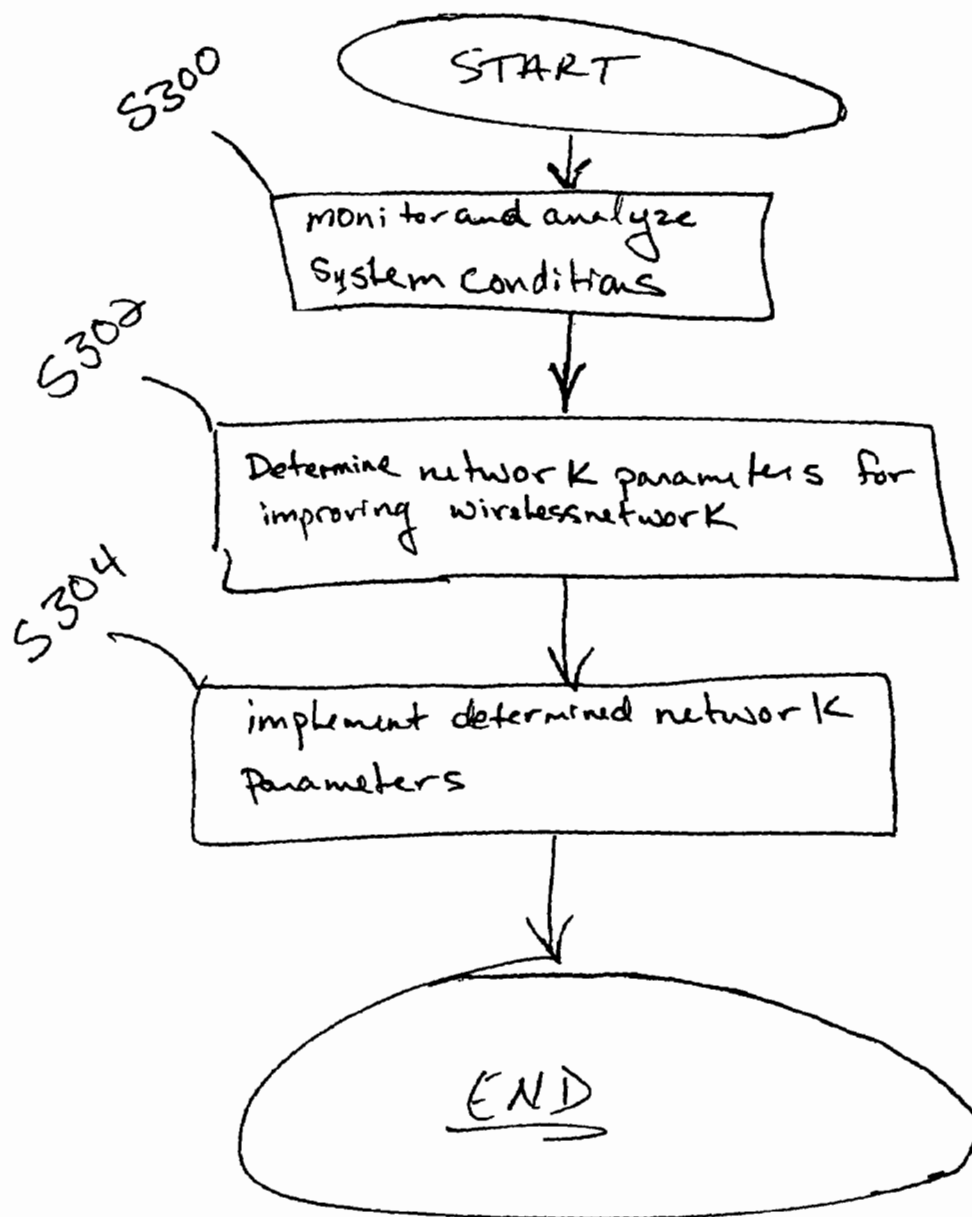 START
S300
monitor and analyze
System Conditions
S302
Determine network parameters for
improving wirelessnetwork
S304
implement determined network
Parameters
END